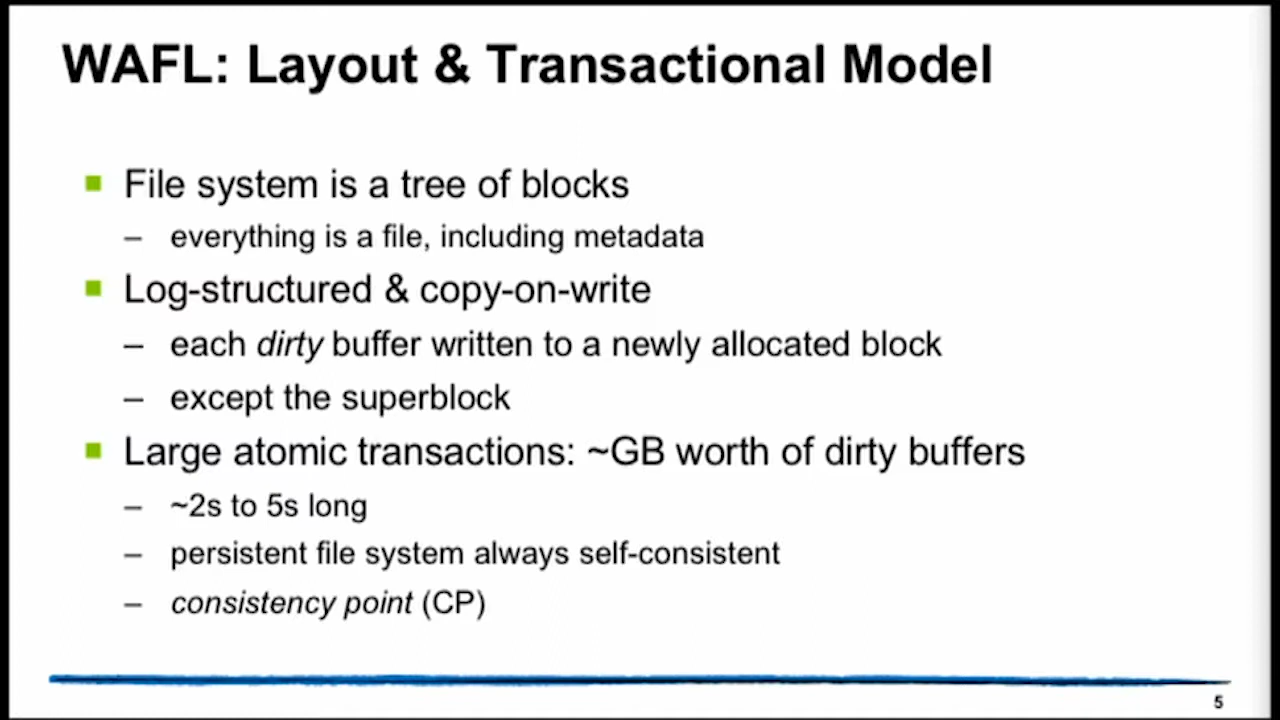 WAFL: Layout & Transactional Model
■ File system is a tree of blocks
– everything is a file, including metadata
■ Log-structured & copy-on-write
– each dirty buffer written to a newly allocated block
– except the superblock
■ Large atomic transactions: ~GB worth of dirty buffers
– ~2s to 5s long
– persistent file system always self-consistent
– consistency point (CP)
5